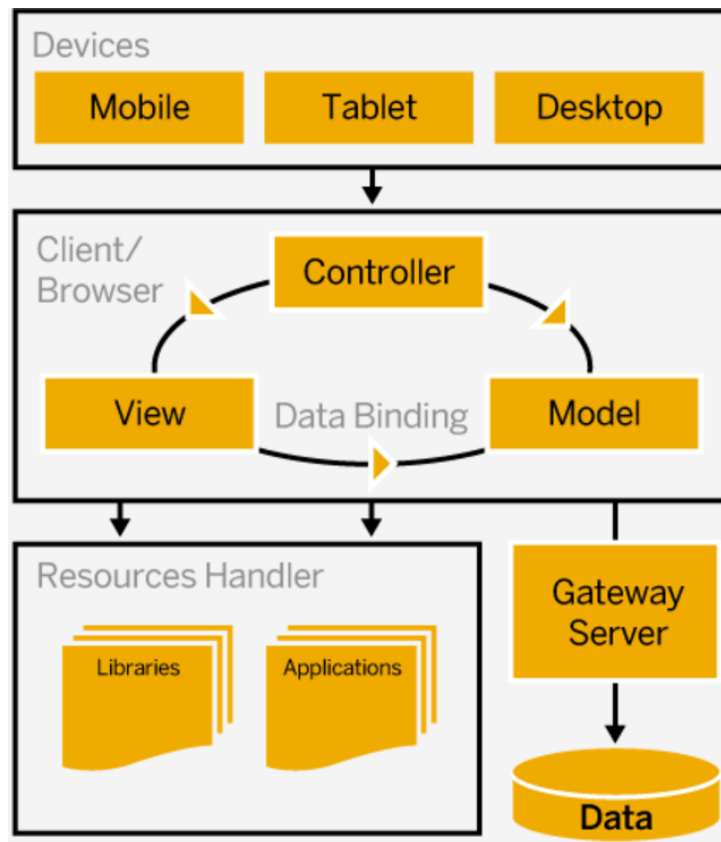 Devices
Mobile
Tablet
Desktop
Client/
Browser
Controller
View
Data Binding
Model
Resources Handler
Libraries
Applications
Gateway
Server
Data